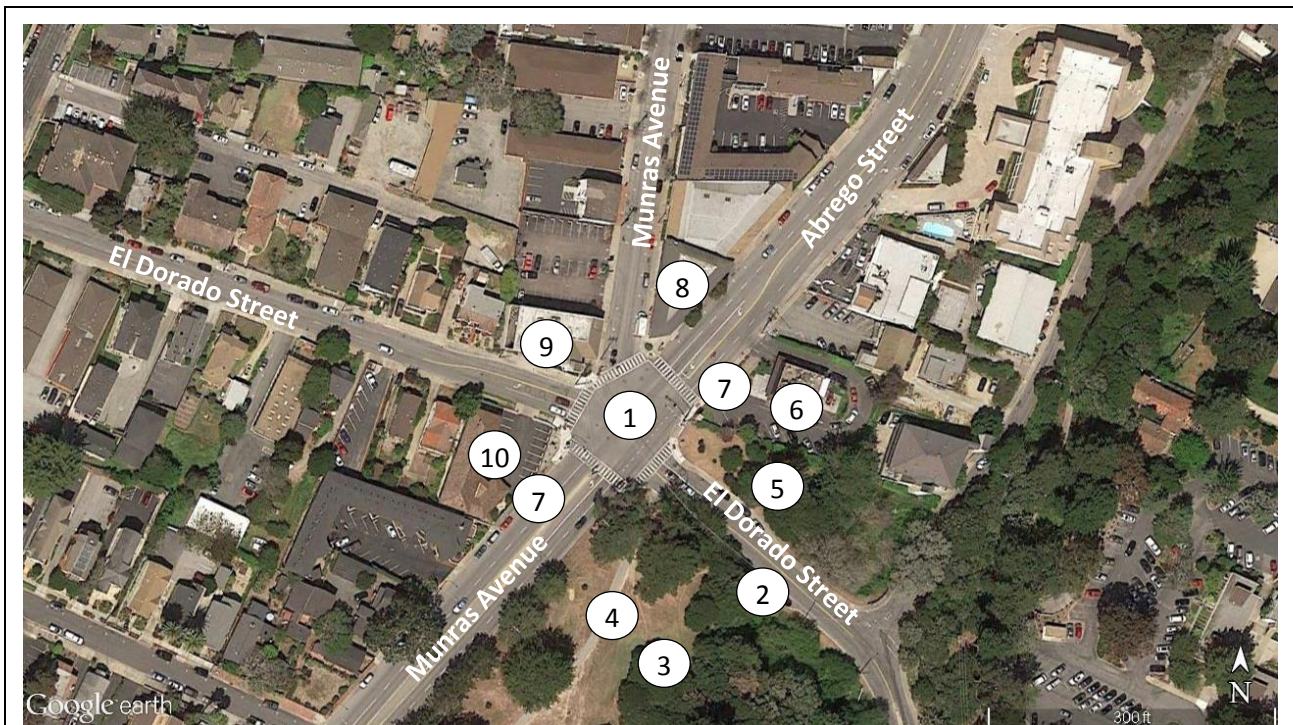 Munras Avenue
Abrego Street
El Dorado Street
8
9
7
6
1
10
5
7
El Dorado Street
2
4
Munras Avenue
3
N
Google earth
300 ft